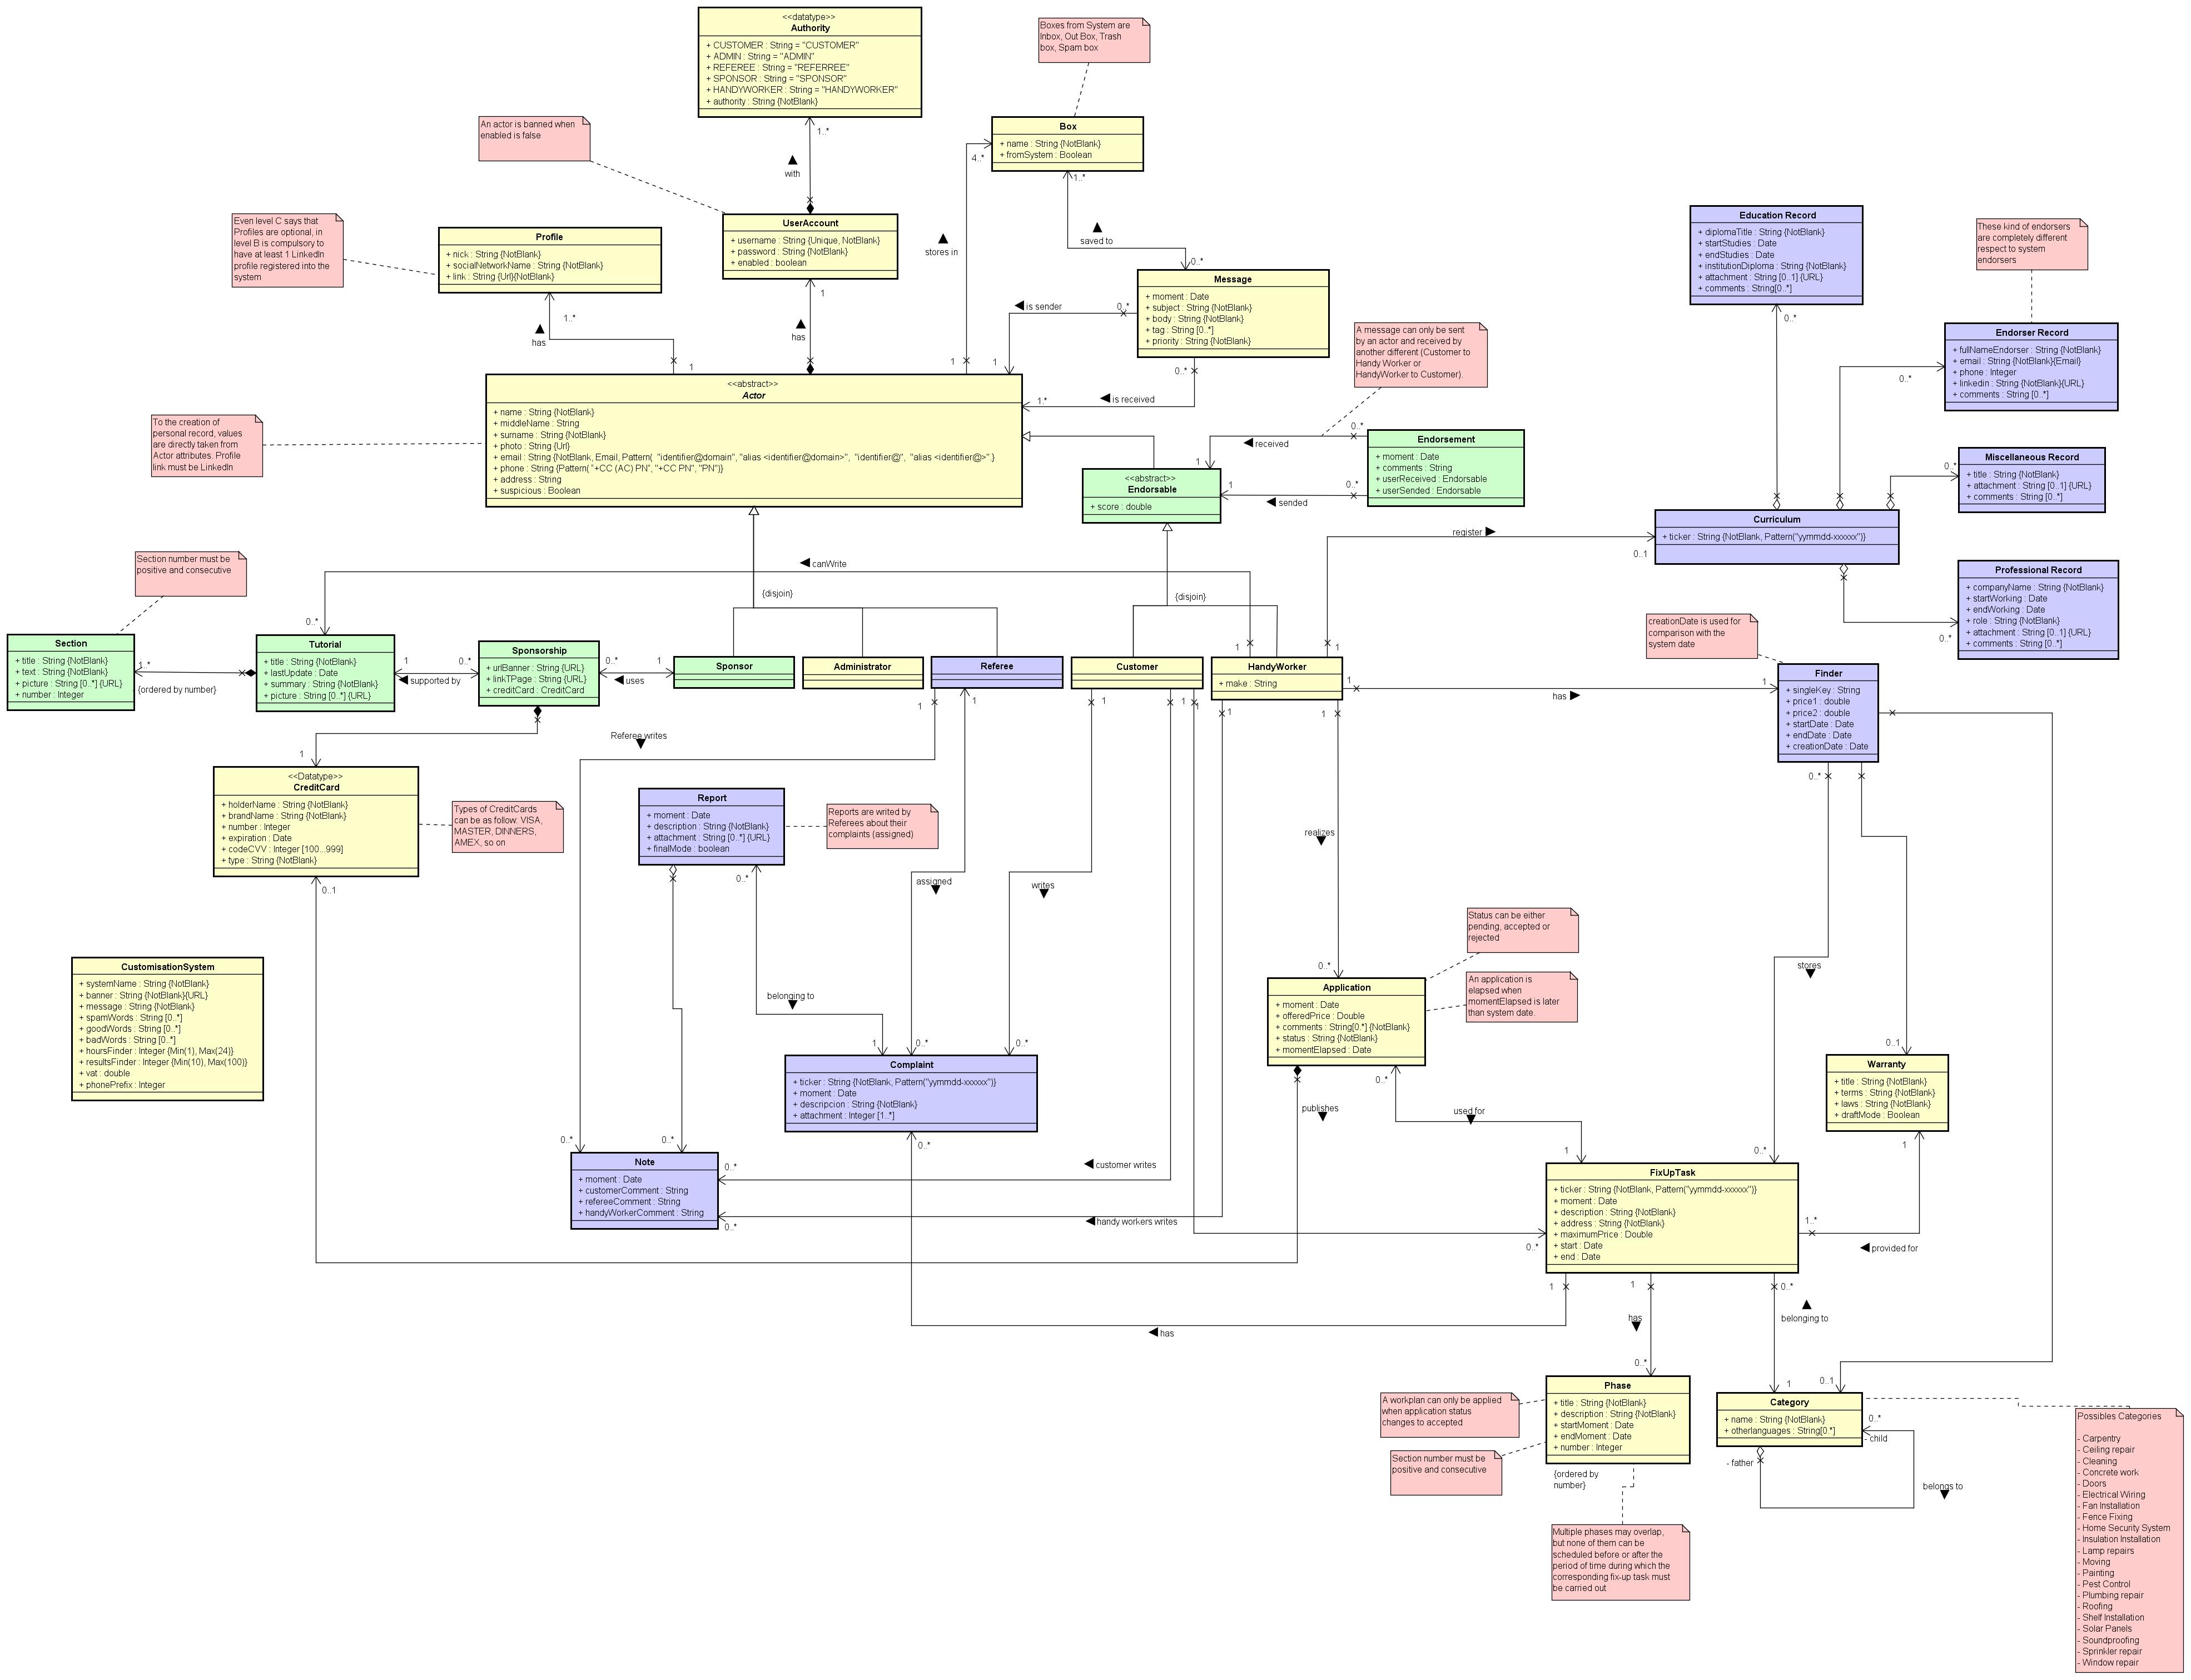 <<datatype>>
Authority
+ CUSTOMER : String = "CUSTOMER"
+ ADMIN : String = "ADMIN"
+ REFEREE : String = "REFERREE"
+ SPONSOR : String = "SPONSOR"
+ HANDYWORKER : String = "HANDYWORKER"
+ authority : String {NotBlank}
1..*
with
Boxes from System are
Inbox, Out Box, Trash
box, Spam box
An actor is banned when
enabled is false
Box
+ name : String {NotBlank}
+ fromSystem : Boolean
4..*
1..*
stores in
saved to
0..*
Even level C says that
Profiles are optional, in
level B is compulsory to
have at least 1 LinkedIn
profile registered into the
system
Profile
+ nick : String {NotBlank}
+ socialNetworkName : String {NotBlank}
+ link : String {Url}{NotBlank}
1..*
has
1
UserAccount
+ username : String {Unique, NotBlank}
+ password : String {NotBlank}
+ enabled : boolean
1
has
Message
+ moment : Date
+ subject : String {NotBlank}
+ body : String {NotBlank}
+ tag : String [0..*]
+ priority : String {NotBlank}
is sender
0..*
1
1
0..*
is received
1.*
Education Record
+ diplomaTitle : String {NotBlank}
+ startStudies : Date
+ endStudies : Date
+ institutionDiploma : String {NotBlank}
+ attachment : String [0..1] {URL}
+ comments : String[0..*]
0..*
These kind of endorsers
are completely different
respect to system
endorsers
Endorser Record
+ fullNameEndorser : String {NotBlank}
+ email : String {NotBlank}{Email}
+ phone : Integer
+ linkedin : String {NotBlank}{URL}
+ comments : String [0..*]
0..*
A message can only be sent
by an actor and received by
another different (Customer to
Handy Worker or
HandyWorker to Customer).
<<abstract>>
Actor
+ name : String {NotBlank}
+ middleName : String
+ surname : String {NotBlank}
+ photo : String {Url}
+ email : String {NotBlank, Email, Pattern( "identifier@domain", "alias <identifier@domain>", "identifier@", "alias <identifier@>".}
+ phone : String {Pattern( "+CC (AC) PN", "+CC PN", "PN")}
+ address : String
+ suspicious : Boolean
To the creation of
personal record, values
are directly taken from
Actor attributes. Profile
link must be LinkedIn
received
0..*
1
Endorsement
+ moment : Date
+ comments : String
+ userReceived : Endorsable
+ userSended : Endorsable
<<abstract>>
Endorsable
+ score : double
1
0..*
sended
Miscellaneous Record
+ title : String {NotBlank}
+ attachment : String [0..1] {URL}
+ comments : String [0..*]
0..*
Curriculum
+ ticker : String {NotBlank, Pattern("yymmdd-xxxxxx")}
register
0..1
Professional Record
+ companyName : String {NotBlank}
+ startWorking : Date
+ endWorking : Date
+ role : String {NotBlank}
+ attachment : String [0..1] {URL}
+ comments : String [0..*]
0..*
Section number must be
positive and consecutive
canWrite
{disjoin}
{disjoin}
0..*
creationDate is used for
comparison with the
system date
Section
+ title : String {NotBlank}
+ text : String {NotBlank}
+ picture : String [0..*] {URL}
+ number : Integer
1..*
{ordered by number}
Tutorial
+ title : String {NotBlank}
+ lastUpdate : Date
+ summary : String {NotBlank}
+ picture : String [0..*] {URL}
1
0..*
supported by
Sponsorship
+ urlBanner : String {URL}
+ linkTPage : String {URL}
+ creditCard : CreditCard
0..*
1
uses
Sponsor
Administrator
Referee
Customer
HandyWorker
+ make : String
1
1
1
has
1
Finder
+ singleKey : String
+ price1 : double
+ price2 : double
+ startDate : Date
+ endDate : Date
+ creationDate : Date
1
1
1
1
1
1
1
0..*
Referee writes
1
<<Datatype>>
CreditCard
+ holderName : String {NotBlank}
+ brandName : String {NotBlank}
+ number : Integer
+ expiration : Date
+ codeCVV : Integer [100...999]
+ type : String {NotBlank}
0..1
Types of CreditCards
can be as follow. VISA,
MASTER, DINNERS,
AMEX, so on
Report
+ moment : Date
+ description : String {NotBlank}
+ attachment : String [0..*] {URL}
+ finalMode : boolean
0..*
Reports are writed by
Referees about their
complaints (assigned)
assigned
writes
realizes
Status can be either
pending, accepted or
rejected
An application is
elapsed when
momentElapsed is later
than system date.
CustomisationSystem
+ systemName : String {NotBlank}
+ banner : String {NotBlank}{URL}
+ message : String {NotBlank}
+ spamWords : String [0..*]
+ goodWords : String [0..*]
+ badWords : String [0..*]
+ hoursFinder : Integer {Min(1), Max(24)}
+ resultsFinder : Integer {Min(10), Max(100)}
+ vat : double
+ phonePrefix : Integer
belonging to
1
0..*
0..*
0..*
Application
+ moment : Date
+ offeredPrice : Double
+ comments : String[0.*] {NotBlank}
+ status : String {NotBlank}
+ momentElapsed : Date
0..*
stores
0..1
Warranty
+ title : String {NotBlank}
+ terms : String {NotBlank}
+ laws : String {NotBlank}
+ draftMode : Boolean
1
Complaint
+ ticker : String {NotBlank, Pattern("yymmdd-xxxxxx")}
+ moment : Date
+ descripcion : String {NotBlank}
+ attachment : Integer [1..*]
0..*
publishes
used for
1
0..*
0..*
0..*
Note
+ moment : Date
+ customerComment : String
+ refereeComment : String
+ handyWorkerComment : String
0..*
customer writes
0..*
handy workers writes
FixUpTask
+ ticker : String {NotBlank, Pattern("yymmdd-xxxxxx")}
+ moment : Date
+ description : String {NotBlank}
+ address : String {NotBlank}
+ maximumPrice : Double
+ start : Date
+ end : Date
0..*
1..*
provided for
1
1
0..*
has
has
belonging to
0..*
1
0..1
A workplan can only be applied
when application status
changes to accepted
Section number must be
positive and consecutive
Phase
+ title : String {NotBlank}
+ description : String {NotBlank}
+ startMoment : Date
+ endMoment : Date
+ number : Integer
{ordered by
number}
Multiple phases may overlap,
but none of them can be
scheduled before or after the
period of time during which the
corresponding fix-up task must
be carried out
Category
+ name : String {NotBlank}
+ otherlanguages : String[0.*]
0..*
- child
- father
belongs to
Possibles Categories
- Carpentry
- Ceiling repair
- Cleaning
- Concrete work
- Doors
- Electrical Wiring
- Fan Installation
- Fence Fixing
- Home Security System
- Insulation Installation
- Lamp repairs
- Moving
- Painting
- Pest Control
- Plumbing repair
- Roofing
- Shelf Installation
- Solar Panels
- Soundproofing
- Sprinkler repair
- Window repair